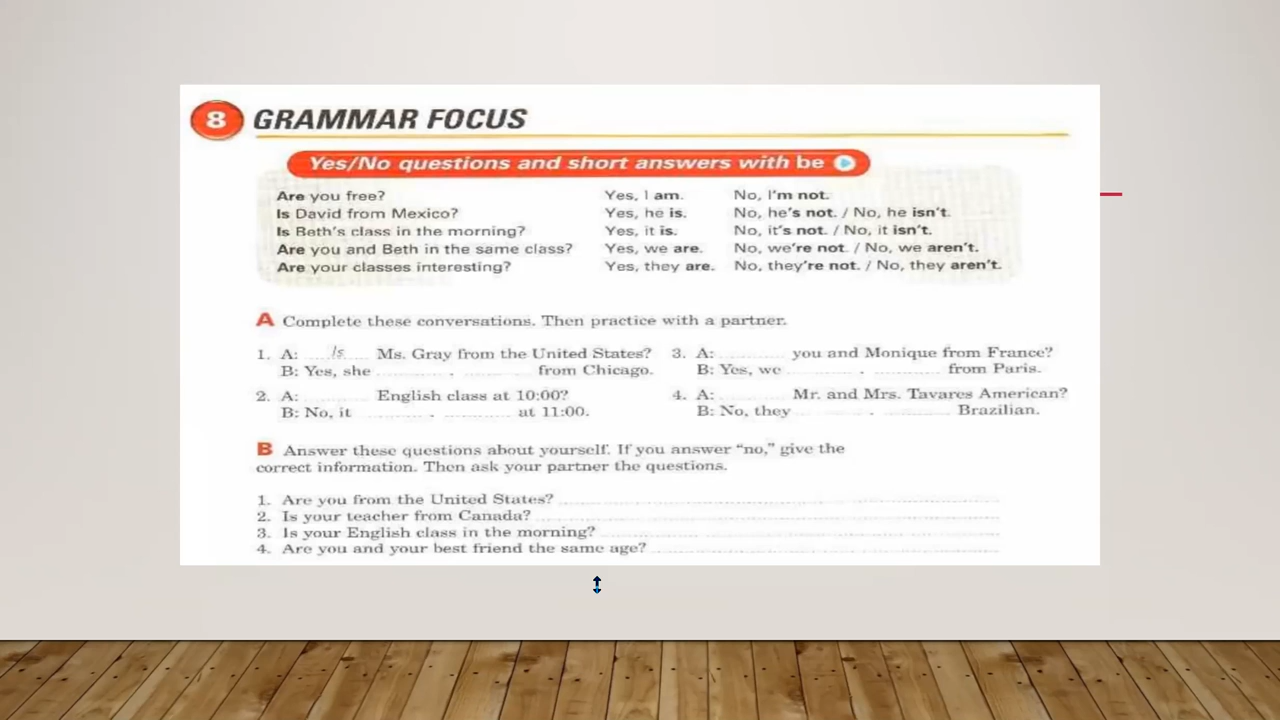 8 GRAMMAR FOCUS
Yes/No questions and short answers with be
Are you free? Yes, I am. No, I'm not.
Is David from Mexico? Yes, he is. No, he's not. / No, he isn't.
Is Beth's class in the morning? Yes, it is. No, it's not. / No, it isn't.
Are you and Beth in the same class? Yes, we are. No, we're not. / No, we aren't.
Are your classes interesting? Yes, they are. No, they're not. / No, they aren't.
A Complete these conversations. Then practice with a partner.
1. A: Is Ms. Gray from the United States?
B: Yes, she ............ . ............ from Chicago.
2. A: ............ English class at 10:00?
B: No, it ............ . ............ at 11:00.
3. A: ............ you and Monique from France?
B: Yes, we ............ . ............ from Paris.
4. A: ............ Mr. and Mrs. Tavares American?
B: No, they ............ . ............ Brazilian.
B Answer these questions about yourself. If you answer "no," give the
correct information. Then ask your partner the questions.
1. Are you from the United States?
2. Is your teacher from Canada?
3. Is your English class in the morning?
4. Are you and your best friend the same age?